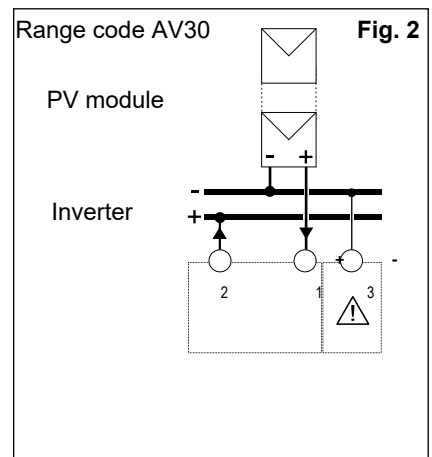 Range code AV30 Fig. 2
PV module
- +
-
Inverter
+
+ -
2 1 3
!